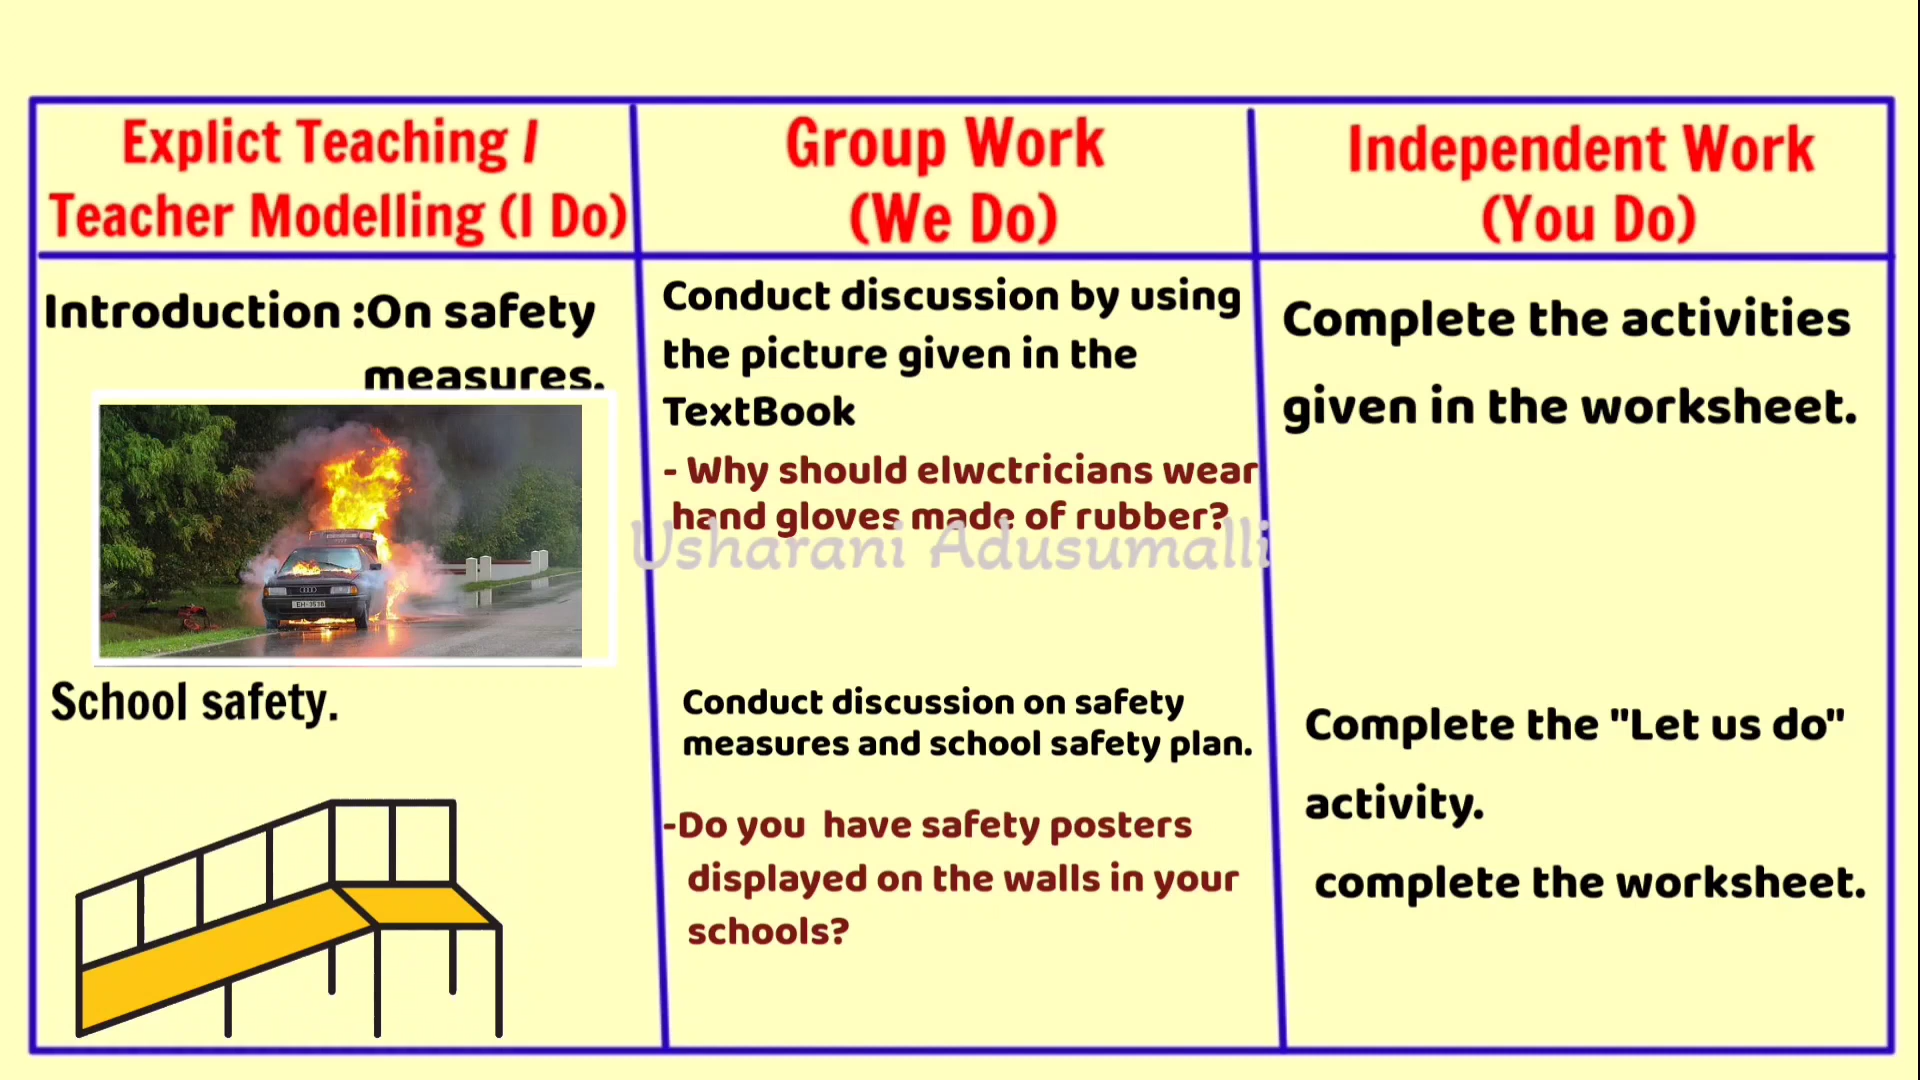 Explict Teaching /
Teacher Modelling (I Do)
Group Work
(We Do)
Independent Work
(You Do)
Introduction :On safety
measures.
Conduct discussion by using
the picture given in the
TextBook
- Why should elwctricians wear
hand gloves made of rubber?
Complete the activities
given in the worksheet.
Usharani Adusumalli
School safety.
Conduct discussion on safety
measures and school safety plan.
-Do you have safety posters
displayed on the walls in your
schools?
Complete the "Let us do"
activity.
complete the worksheet.